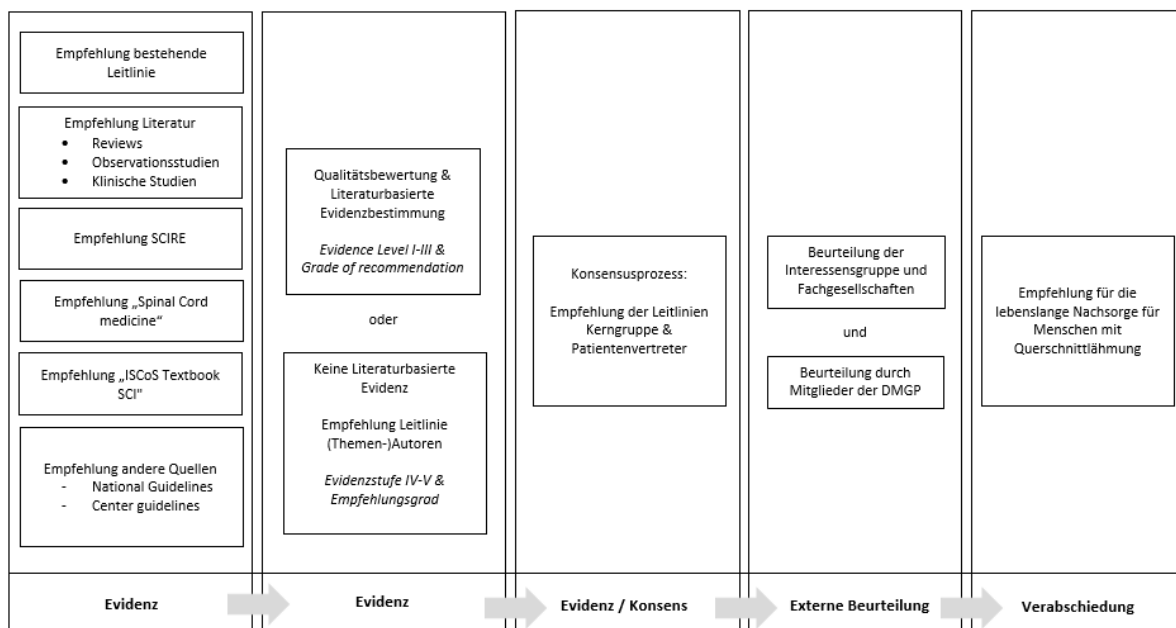 Empfehlung bestehende
Leitlinie
Empfehlung Literatur
• Reviews
• Observationsstudien
• Klinische Studien
Empfehlung SCIRE
Empfehlung „Spinal Cord
medicine“
Empfehlung „ISCoS Textbook
SCI”
Empfehlung andere Quellen
- National Guidelines
- Center guidelines
Qualitätsbewertung &
Literaturbasierte
Evidenzbestimmung
Evidence Level I-III &
Grade of recommendation
oder
Keine Literaturbasierte
Evidenz
Empfehlung Leitlinie
(Themen-)Autoren
Evidenzstufe IV-V &
Empfehlungsgrad
Konsensusprozess:
Empfehlung der Leitlinien
Kerngruppe &
Patientenvertreter
Beurteilung der
Interessensgruppe und
Fachgesellschaften
und
Beurteilung durch
Mitglieder der DMGP
Empfehlung für die
lebenslange Nachsorge für
Menschen mit
Querschnittlähmung
Evidenz
Evidenz
Evidenz / Konsens
Externe Beurteilung
Verabschiedung